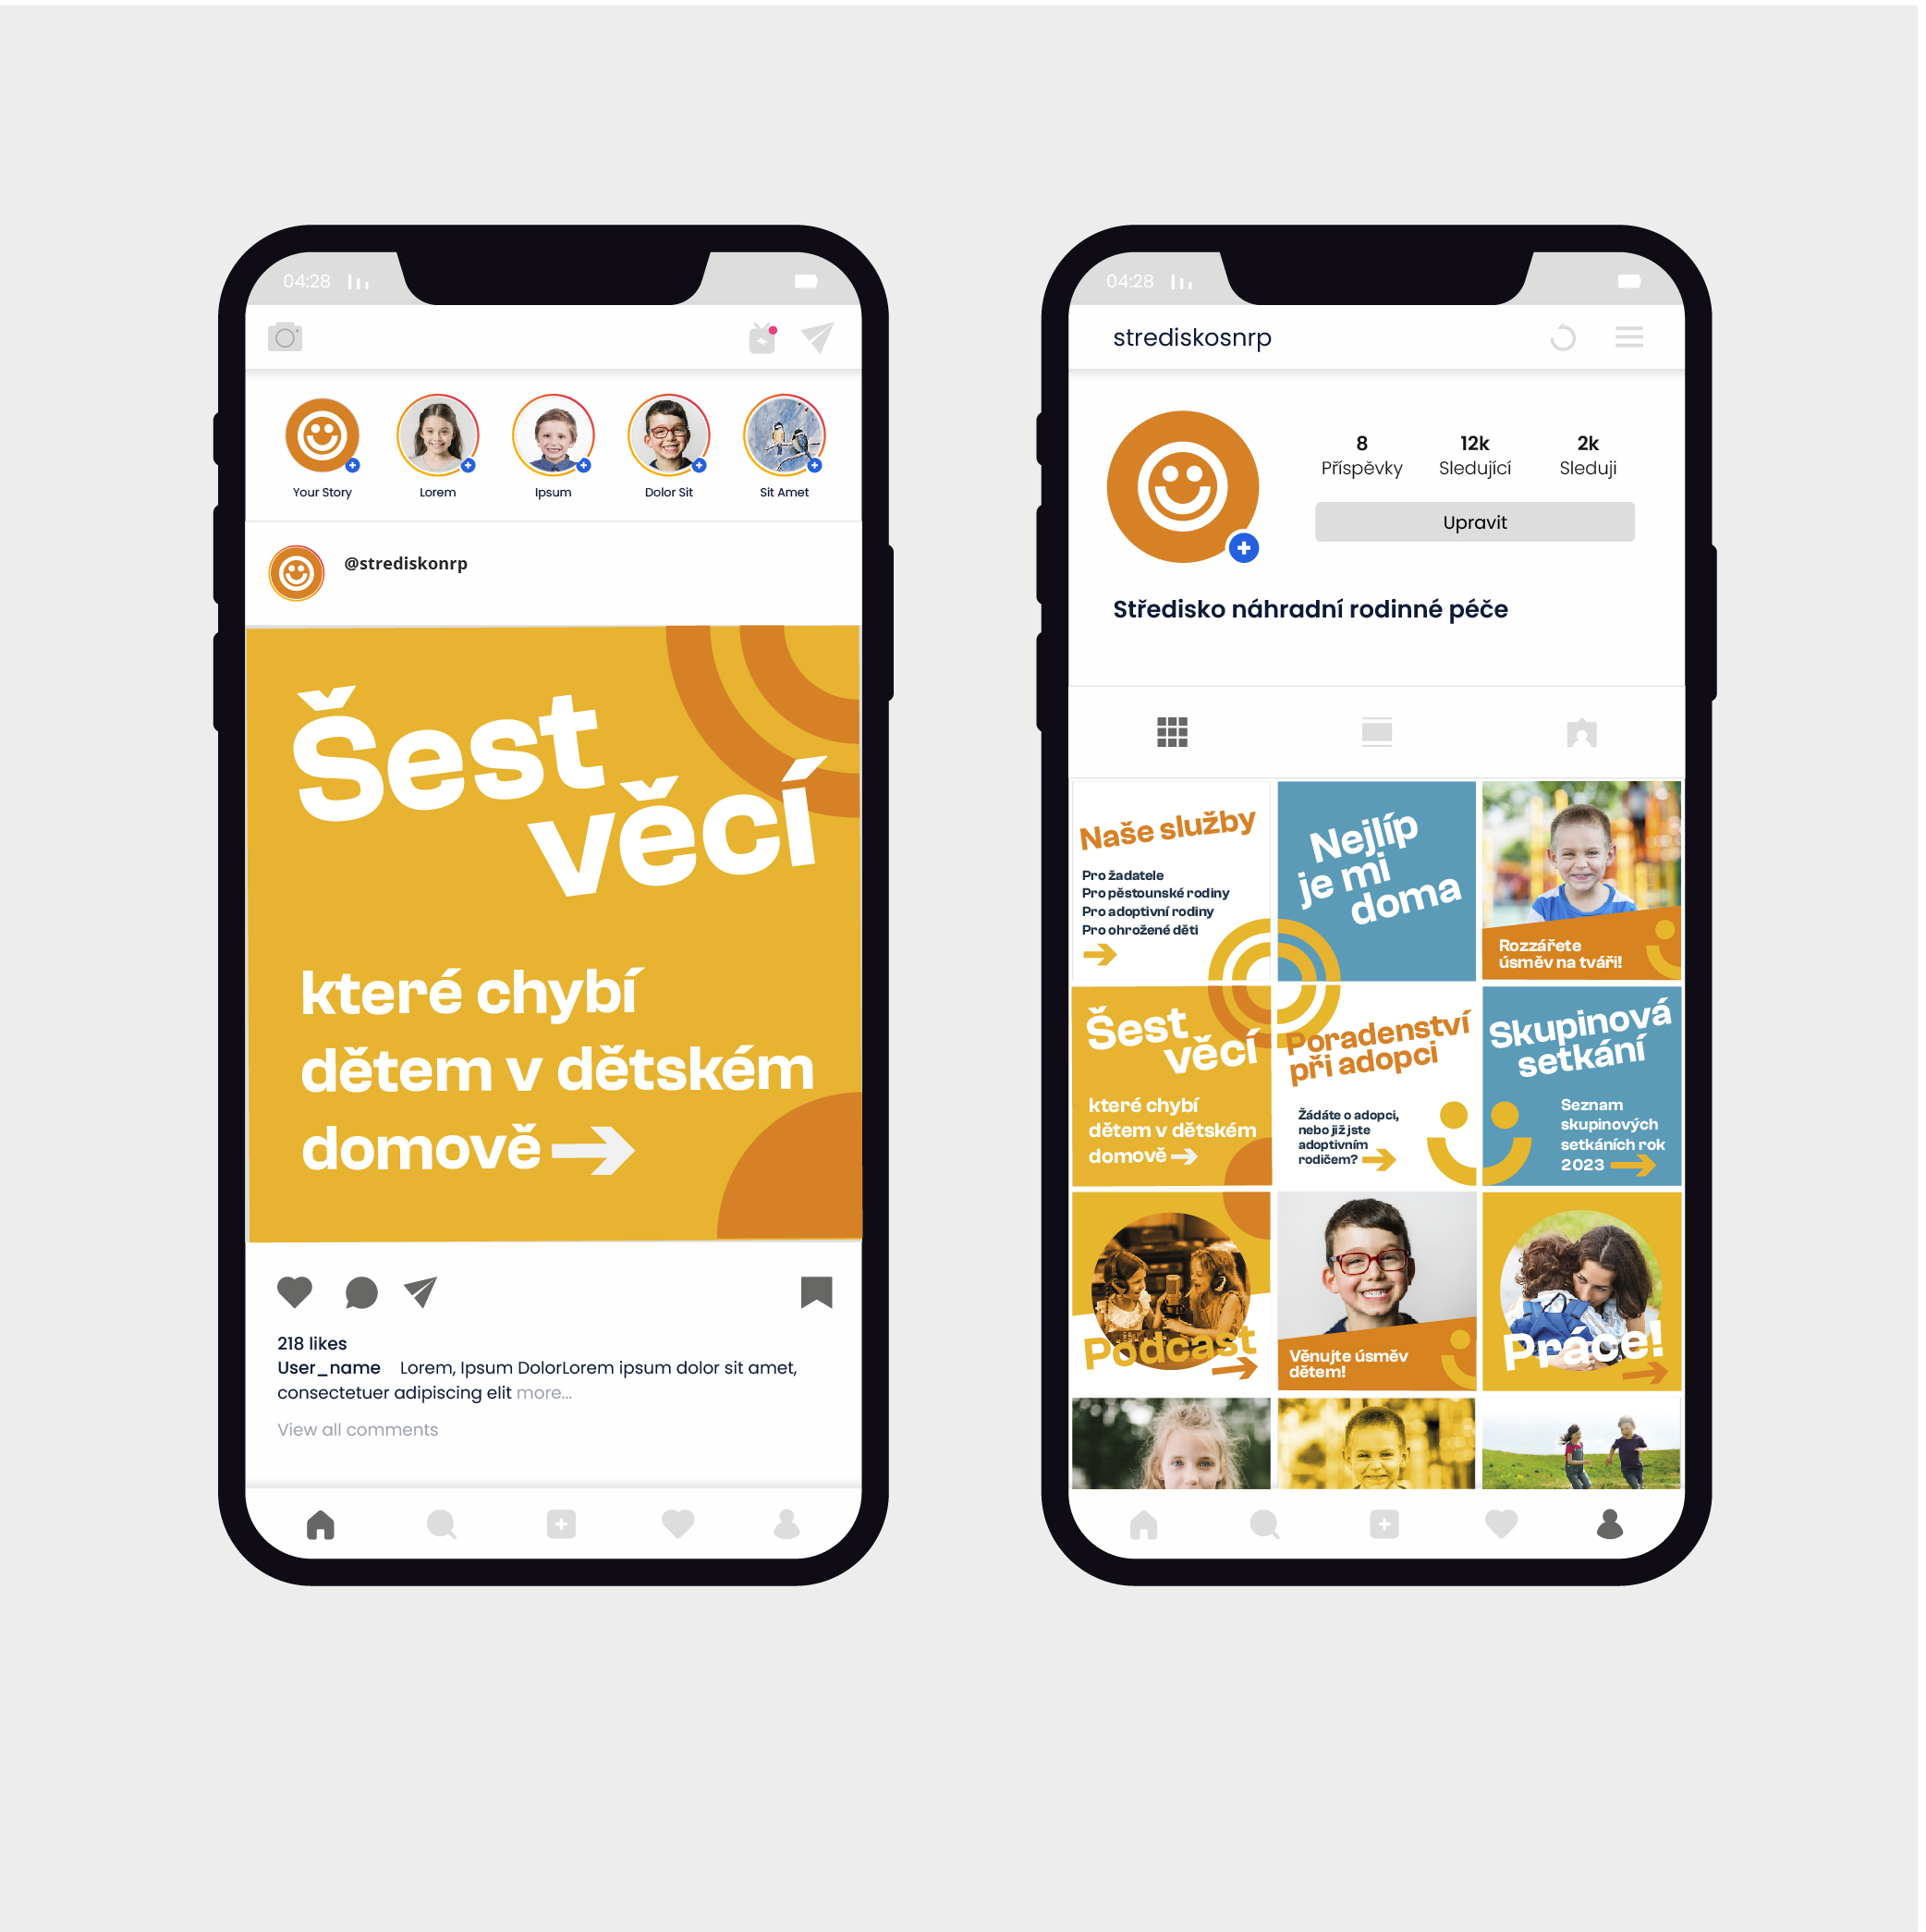 04:28
Your Story
Lorem
Ipsum
Dolor Sit
Sit Amet
@strediskonrp
Šest
věcí
které chybí
dětem v dětském
domově
218 likes
User_name Lorem, Ipsum DolorLorem ipsum dolor sit amet,
consectetuer adipiscing elit more...
View all comments
04:28
strediskosnrp
8 12k 2k
Příspěvky Sledující Sleduji
Upravit
Středisko náhradní rodinné péče
Naše služby
Pro žadatele
Pro pěstounské rodiny
Pro adoptivní rodiny
Pro ohrožené děti
Nejlíp
je mi
doma
Rozzářete
úsměv na tváři!
Šest
věcí
které chybí
dětem v dětském
domově
Poradenství
při adopci
Žádáte o adopci,
nebo již jste
adoptivním
rodičem?
Skupinová
setkání
Seznam
skupinových
setkáních rok
2023
Podcast
Věnujte úsměv
dětem!
Práce!